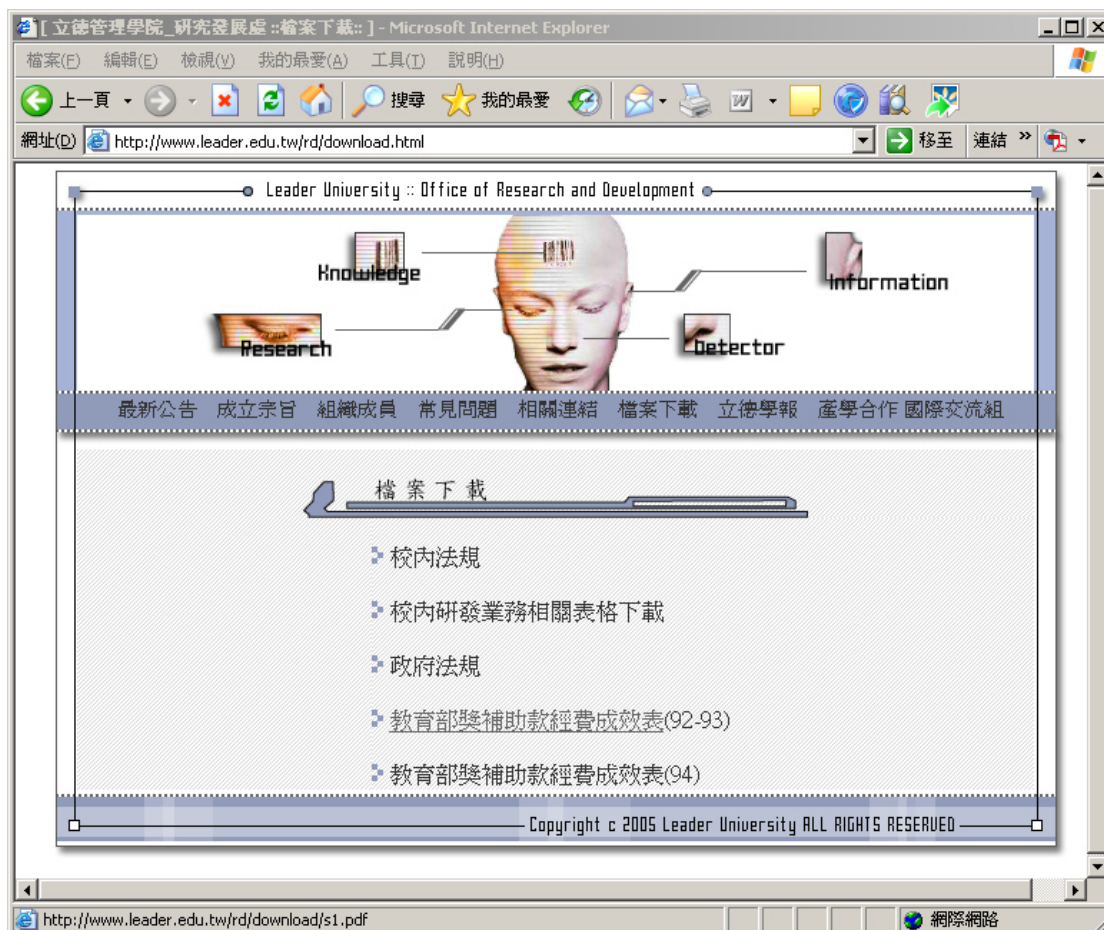 [ 立德管理學院_研究發展處 ::檔案下載:: ] - Microsoft Internet Explorer
檔案(F) 編輯(E) 檢視(V) 我的最愛(A) 工具(T) 說明(H)
上一頁 搜尋 我的最愛
網址(D) http://www.leader.edu.tw/rd/download.html 移至 連結 »
Leader University :: Office of Research and Development
Knowledge
Information
Research
Detector
最新公告 成立宗旨 組織成員 常見問題 相關連結 檔案下載 立德學報 產學合作 國際交流組
檔案下載
校內法規
校內研發業務相關表格下載
政府法規
教育部獎補助款經費成效表(92-93)
教育部獎補助款經費成效表(94)
Copyright c 2005 Leader University ALL RIGHTS RESERVED
http://www.leader.edu.tw/rd/download/s1.pdf 網際網路